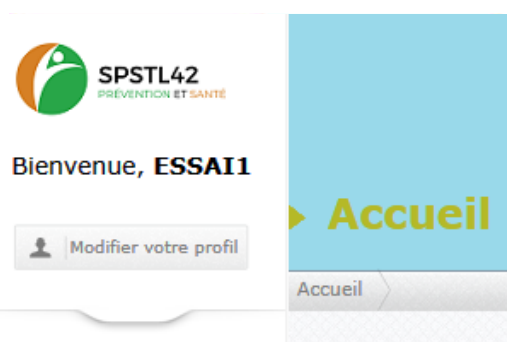 SPSTL42
PRÉVENTION ET SANTÉ
Bienvenue, ESSAI1
Modifier votre profil
Accueil
Accueil